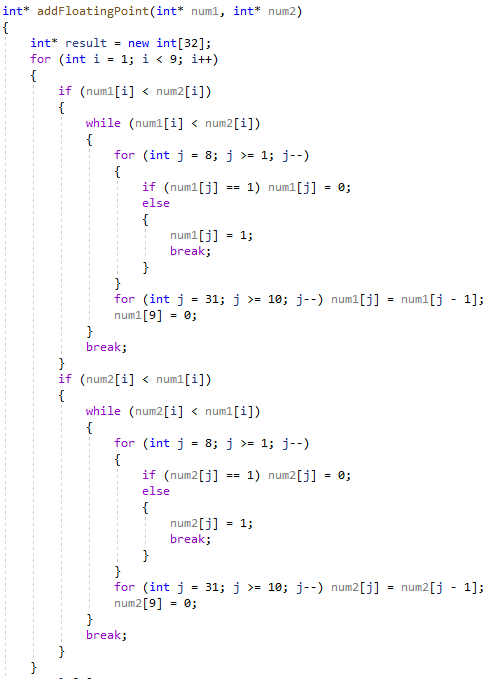 int* addFloatingPoint(int* num1, int* num2)
{
    int* result = new int[32];
    for (int i = 1; i < 9; i++)
    {
        if (num1[i] < num2[i])
        {
            while (num1[i] < num2[i])
            {
                for (int j = 8; j >= 1; j--)
                {
                    if (num1[j] == 1) num1[j] = 0;
                    else
                    {
                        num1[j] = 1;
                        break;
                    }
                }
                for (int j = 31; j >= 10; j--) num1[j] = num1[j - 1];
                num1[9] = 0;
            }
            break;
        }
        if (num2[i] < num1[i])
        {
            while (num2[i] < num1[i])
            {
                for (int j = 8; j >= 1; j--)
                {
                    if (num2[j] == 1) num2[j] = 0;
                    else
                    {
                        num2[j] = 1;
                        break;
                    }
                }
                for (int j = 31; j >= 10; j--) num2[j] = num2[j - 1];
                num2[9] = 0;
            }
            break;
        }
    }